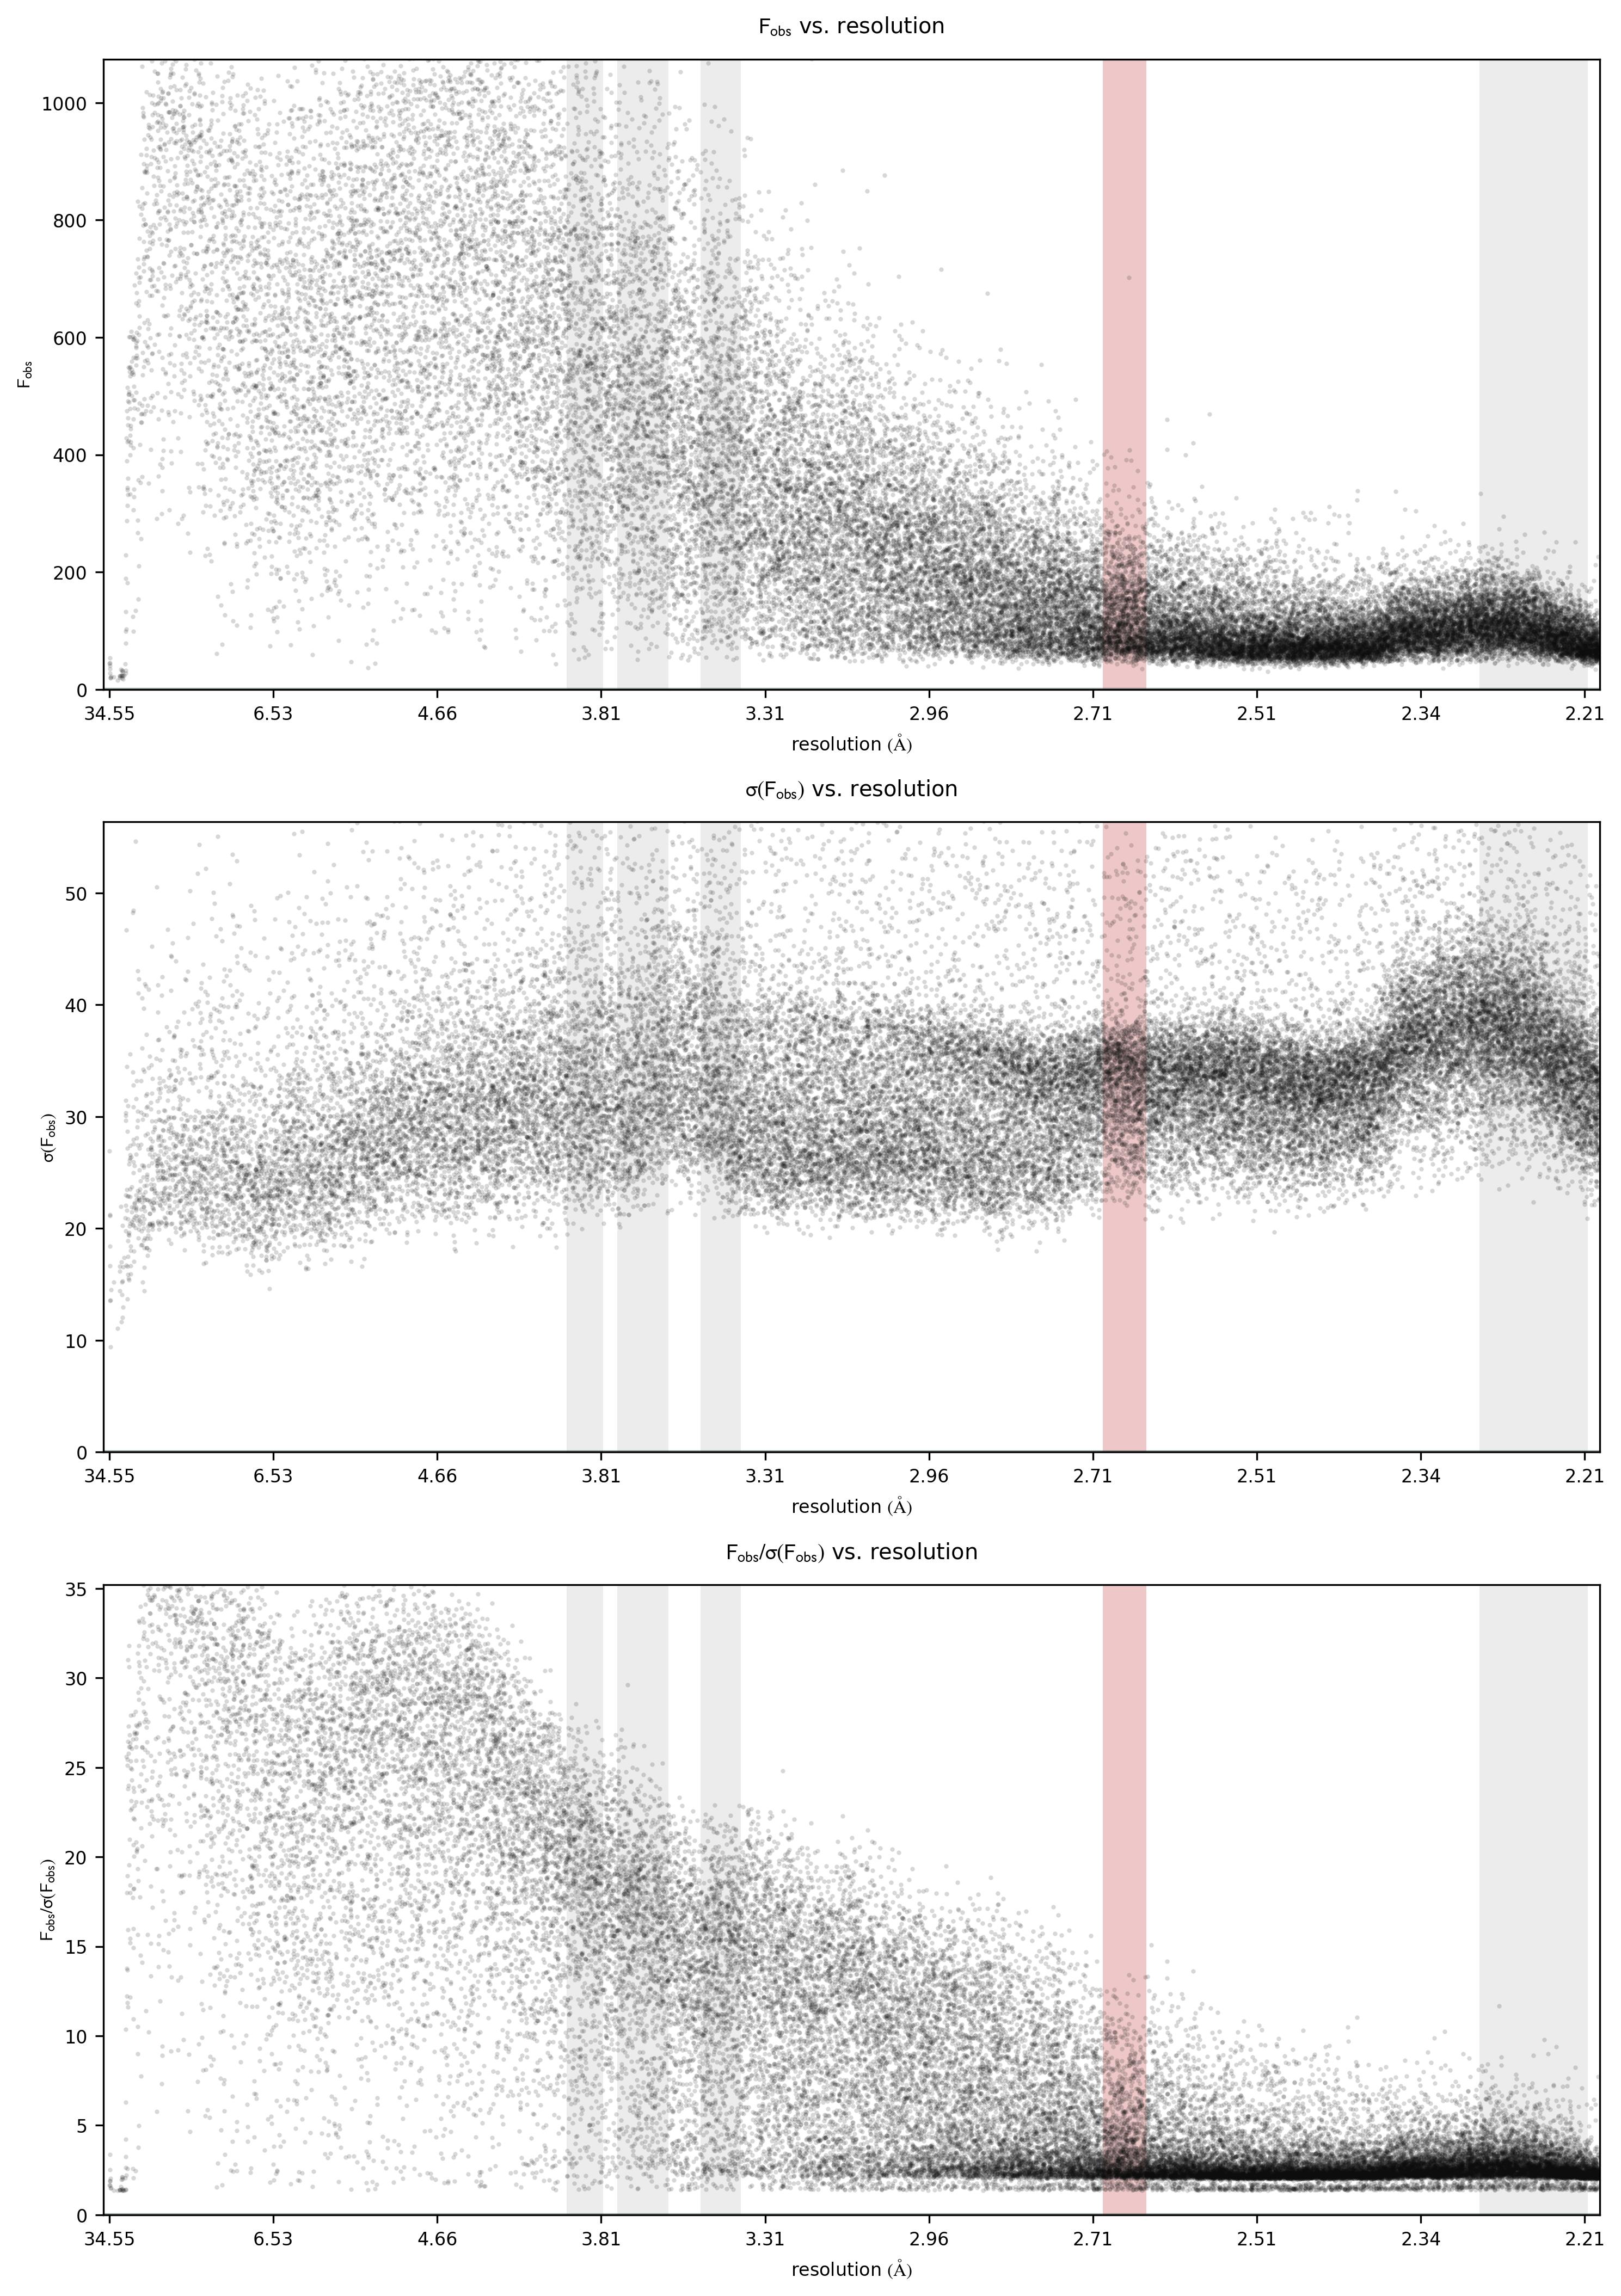 Fobs vs. resolution
1000
800
600
400
200
0
Fobs
34.55 6.53 4.66 3.81 3.31 2.96 2.71 2.51 2.34 2.21
resolution (Å)
σ(Fobs) vs. resolution
50
40
30
20
10
0
σ(Fobs)
34.55 6.53 4.66 3.81 3.31 2.96 2.71 2.51 2.34 2.21
resolution (Å)
Fobs/σ(Fobs) vs. resolution
35
30
25
20
15
10
5
0
Fobs/σ(Fobs)
34.55 6.53 4.66 3.81 3.31 2.96 2.71 2.51 2.34 2.21
resolution (Å)